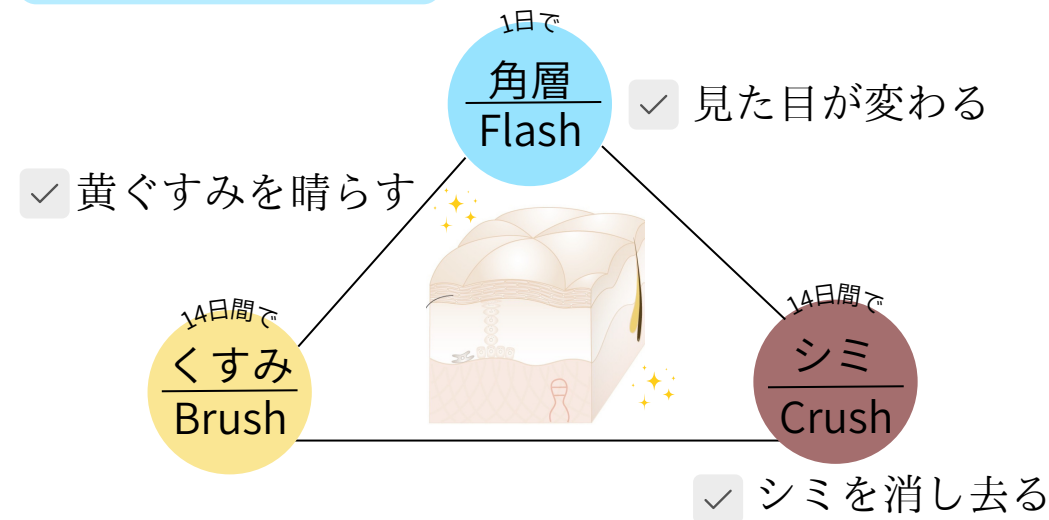 1日で
角層
Flash
見た目が変わる
黄ぐすみを晴らす
14日間で
くすみ
Brush
14日間で
シミ
Crush
シミを消し去る